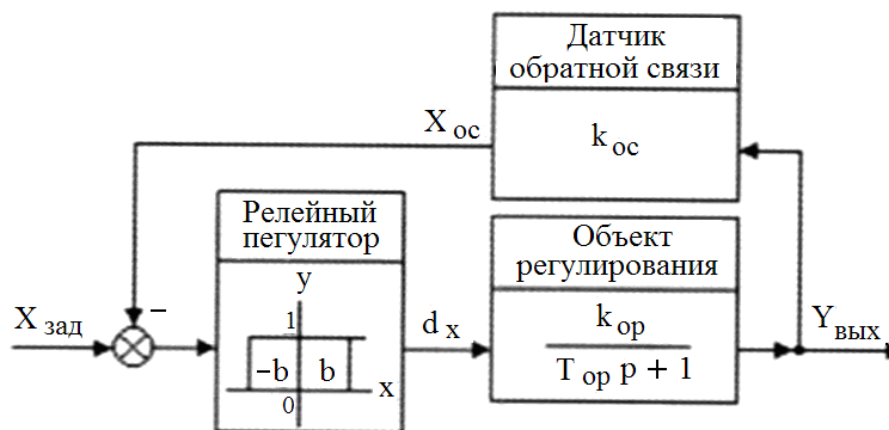 Датчик
обратной связи
X ос
k ос
Релейный
пегулятор
Объект
регулирования
y
X зад
–
1
d x
k ор
Y вых
–b b
x
T ор p + 1
0